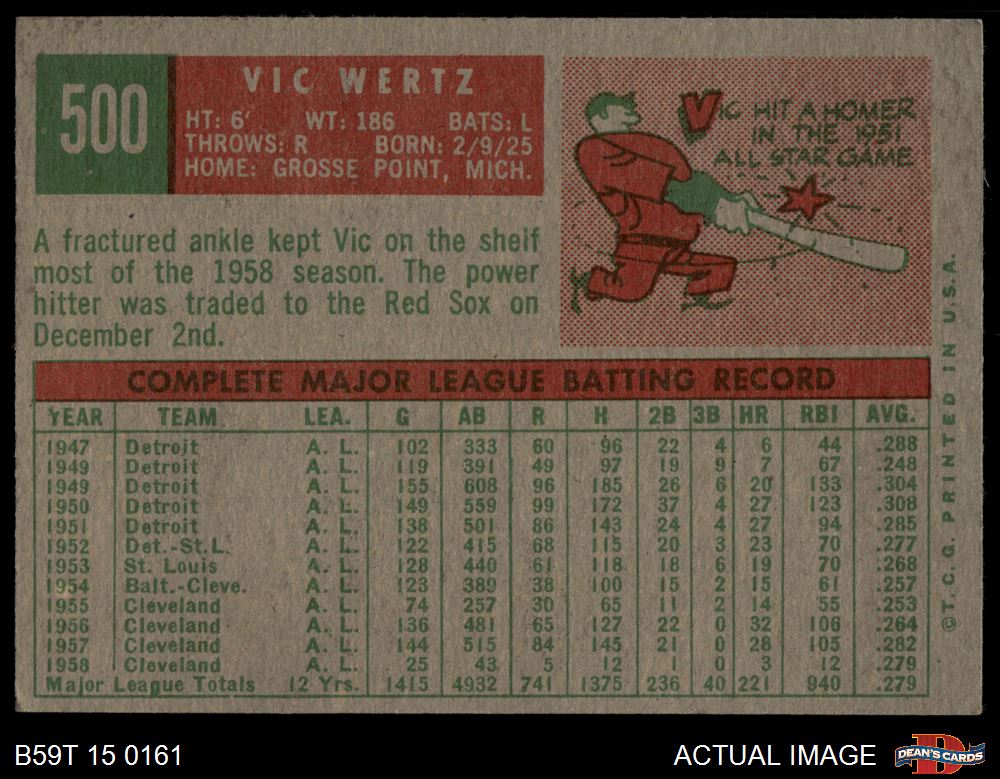 500
VIC WERTZ
HT: 6' WT: 186 BATS: L
THROWS: R BORN: 2/9/25
HOME: GROSSE POINT, MICH.
VIC HIT A HOMER
IN THE 1951
ALL STAR GAME
A fractured ankle kept Vic on the shelf
most of the 1958 season. The power
hitter was traded to the Red Sox on
December 2nd.
COMPLETE MAJOR LEAGUE BATTING RECORD
YEAR TEAM LEA. G AB R H 2B 3B HR RBI AVG.
1947 Detroit A. L. 102 333 60 96 22 4 6 44 .288
1949 Detroit A. L. 119 391 49 97 19 9 7 67 .248
1949 Detroit A. L. 155 608 96 185 26 6 20 133 .304
1950 Detroit A. L. 149 559 99 172 37 4 27 123 .308
1951 Detroit A. L. 138 501 86 143 24 4 27 94 .285
1952 Det.-St.L. A. L. 122 415 68 115 20 3 23 70 .277
1953 St. Louis A. L. 128 440 61 118 18 6 19 70 .268
1954 Balt.-Cleve. A. L. 123 389 38 100 15 2 15 61 .257
1955 Cleveland A. L. 74 257 30 65 11 2 14 55 .253
1956 Cleveland A. L. 136 481 65 127 22 0 32 106 .264
1957 Cleveland A. L. 144 515 84 145 21 0 28 105 .282
1958 Cleveland A. L. 25 43 5 12 1 0 3 12 .279
Major League Totals 12 Yrs. 1415 4932 741 1375 236 40 221 940 .279
©T.C.G. PRINTED IN U.S.A.
B59T 15 0161
ACTUAL IMAGE
DEAN'S CARDS